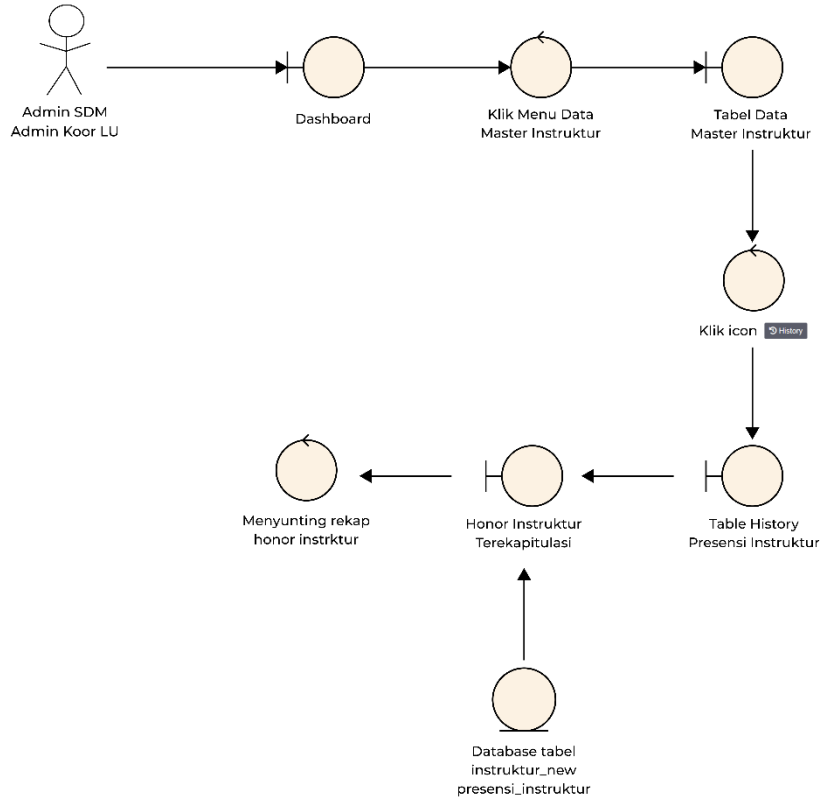 Admin SDM
Admin Koor LU
Dashboard
Klik Menu Data
Master Instruktur
Tabel Data
Master Instruktur
Klik icon History
Table History
Presensi Instruktur
Honor Instruktur
Terekapitulasi
Menyunting rekap
honor instrktur
Database tabel
instruktur_new
presensi_instruktur